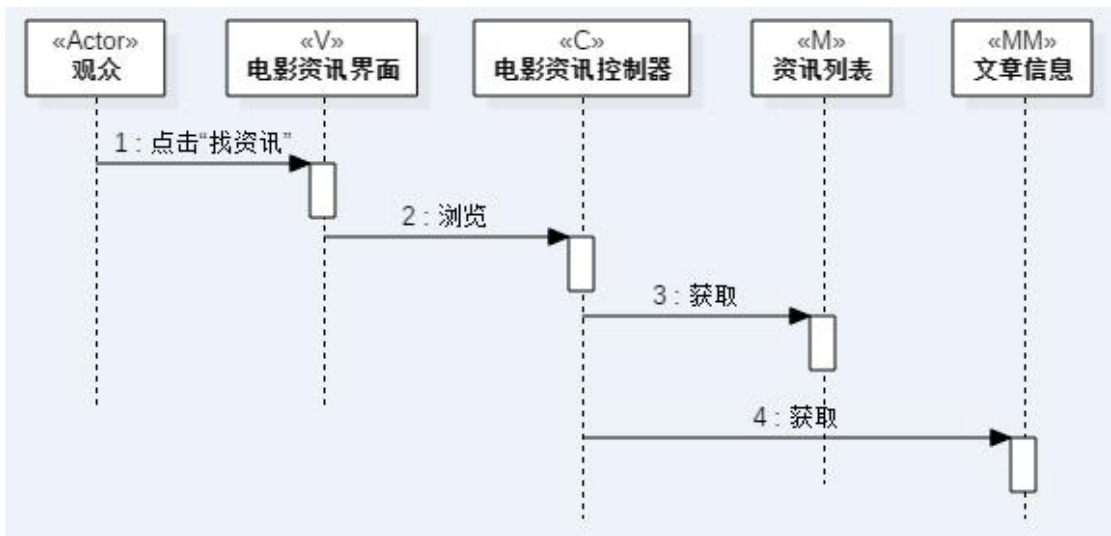 «Actor»
观众
«V»
电影资讯界面
«C»
电影资讯控制器
«M»
资讯列表
«MM»
文章信息
1 : 点击“找资讯”
2 : 浏览
3 : 获取
4 : 获取